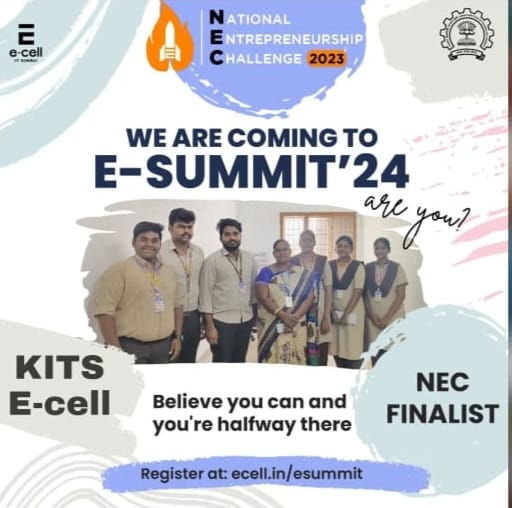 E
e-cell
IIT BOMBAY
NATIONAL
ENTREPRENEURSHIP
CHALLENGE 2023
WE ARE COMING TO
E-SUMMIT'24
are you?
KITS
E-cell
Believe you can and
you're halfway there
NEC
FINALIST
Register at: ecell.in/esummit